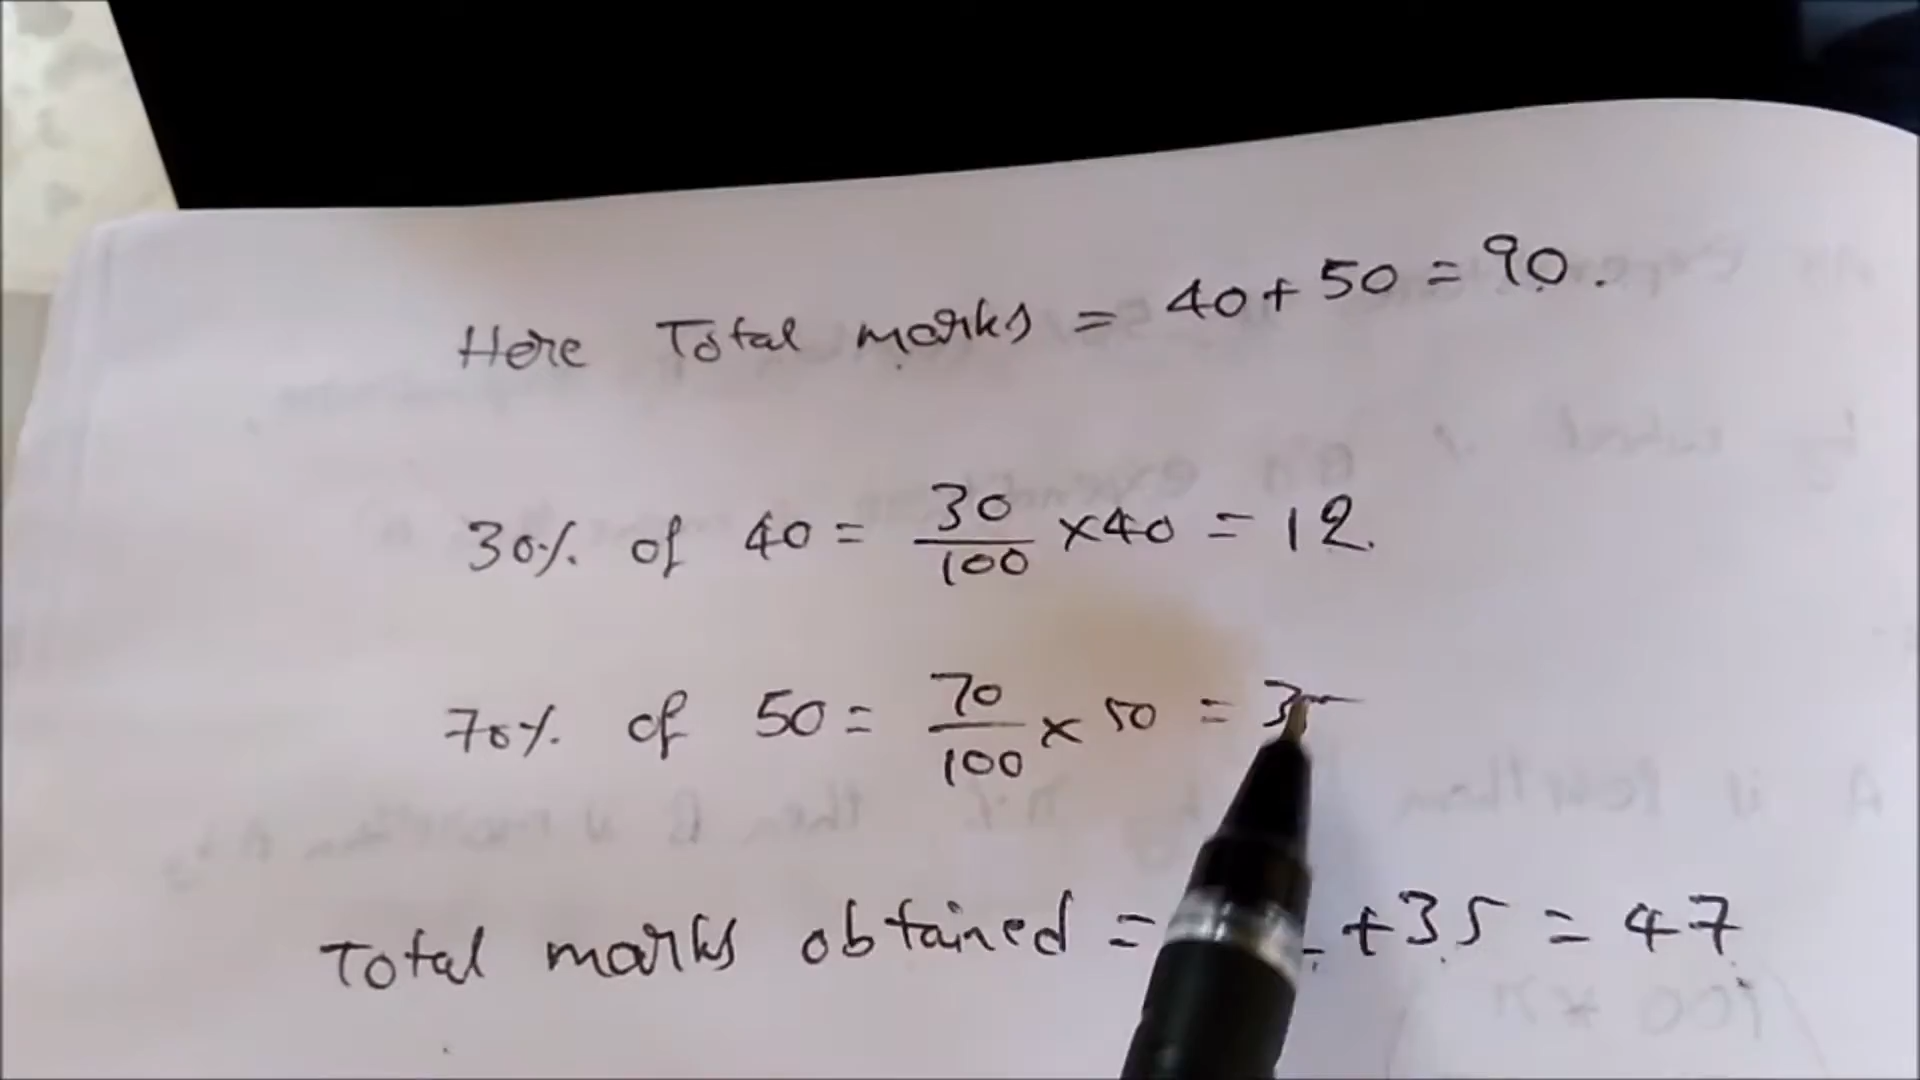 Here Total marks = 40 + 50 = 90.
30% of 40 = 30/100 × 40 = 12.
70% of 50 = 70/100 × 50 = 35
Total marks obtained = + 35 = 47